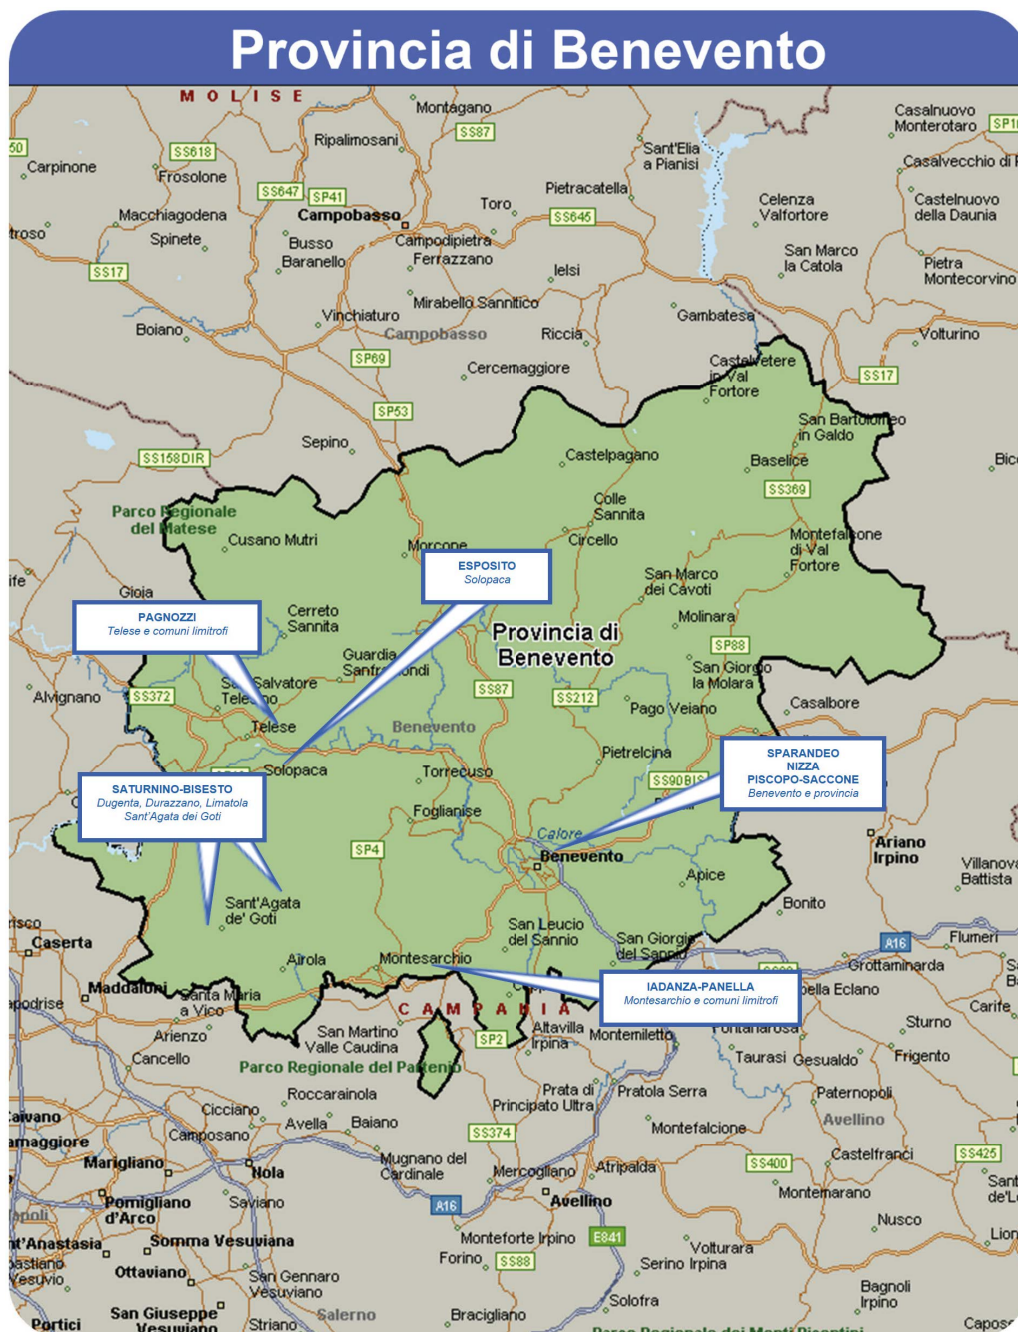 Provincia di Benevento
MOLISE
Montagano
Casalnuovo
Monterotaro
SS87
Ripalimosani
Sant'Elia
a Pianisi
SS618
Carpinone
Frosolone
Casalvecchio di
SS647
SP41
Pietracatella
Toro
Celenza
Valfortore
Castelnuovo
della Daunia
Macchiagodena
Campobasso
SS645
Spinete
Busso
Baranello
Campodipietra
Ferrazzano
San Marco
la Catola
Pietra
Montecorvino
SS17
Ielsi
Mirabello Sannitico
Vinchiaturo
Gambatesa
Boiano
Campobasso
Riccia
Volturino
SP69
Cercemaggiore
Castelvetere
in Val
Fortore
SS17
SP53
San Bartolomeo
in Galdo
Sepino
SS158DIR
Castelpagano
Baselice
SS369
Colle
Sannita
Parco Regionale
del Matese
Cusano Mutri
Circello
Montefalcone
di Val
Fortore
Morcone
ESPOSITO
Solopaca
San Marco
dei Cavoti
Gioia
PAGNOZZI
Telese e comuni limitrofi
Cerreto
Sannita
Molinara
Provincia di
Benevento
SP88
Guardia
Sanframondi
San Giorgio
la Molara
Alvignano
SS372
San Salvatore
Telesino
SS87
SS212
Pago Veiano
Casalbore
Telese
Benevento
Pietrelcina
SPARANDEO
NIZZA
PISCOPO-SACCONE
Benevento e provincia
Solopaca
Torrecuso
SS90BIS
SATURNINO-BISESTO
Dugenta, Durazzano, Limatola
Sant'Agata dei Goti
Foglianise
Calore
SP4
Benevento
Ariano
Irpino
Villanova
Battista
Apice
Sant'Agata
de' Goti
Bonito
San Leucio
del Sannio
San Giorgio
del Sannio
A16
Flumeri
Caserta
Grottaminarda
Airola
Montesarchio
Maddaloni
IADANZA-PANELLA
Montesarchio e comuni limitrofi
Santa Maria
a Vico
CAMPANIA
Carife
San Martino
Valle Caudina
Altavilla
Irpina
Montemiletto
Fontanarosa
Sturno
Arienzo
SP2
Cancello
Taurasi
Gesualdo
Frigento
Parco Regionale del Partenio
Roccarainola
Prata di
Principato Ultra
Pratola Serra
Paternopoli
Cicciano
Avella
Baiano
Avellino
Camposano
SS374
Montefalcione
Marigliano
Mugnano del
Cardinale
Castelfranci
SS425
SS400
Nola
Mercogliano
Atripalda
Montemarano
Pomigliano
d'Arco
Saviano
A16
Avellino
Nusco
Somma Vesuviana
Monteforte Irpino
E841
Volturara
Irpina
Ottaviano
Forino
SS88
Serino
San Gennaro
Vesuviano
Bagnoli
Irpino
Solofra
San Giuseppe
Vesuviano
Salerno
Bracigliano
Portici
Striano
Parco Regionale dei Monti Picentini